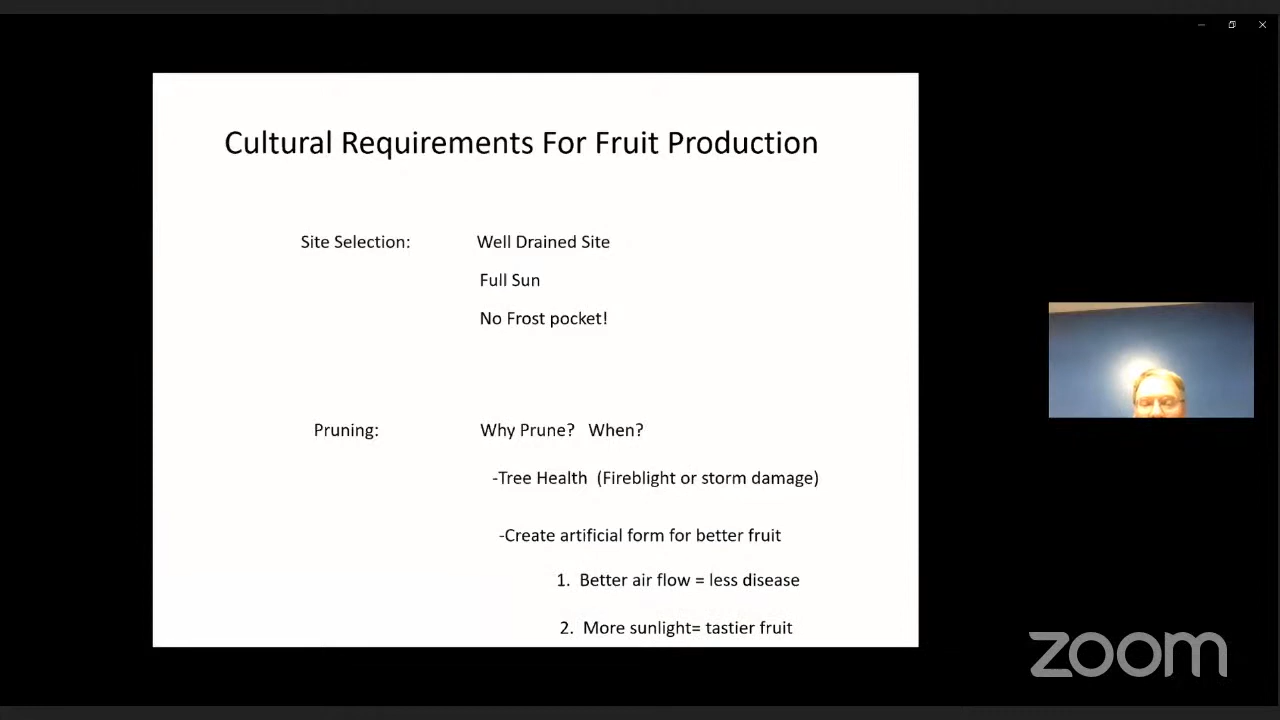 Cultural Requirements For Fruit Production
Site Selection: Well Drained Site
Full Sun
No Frost pocket!
Pruning: Why Prune? When?
-Tree Health (Fireblight or storm damage)
-Create artificial form for better fruit
1. Better air flow = less disease
2. More sunlight= tastier fruit
zoom